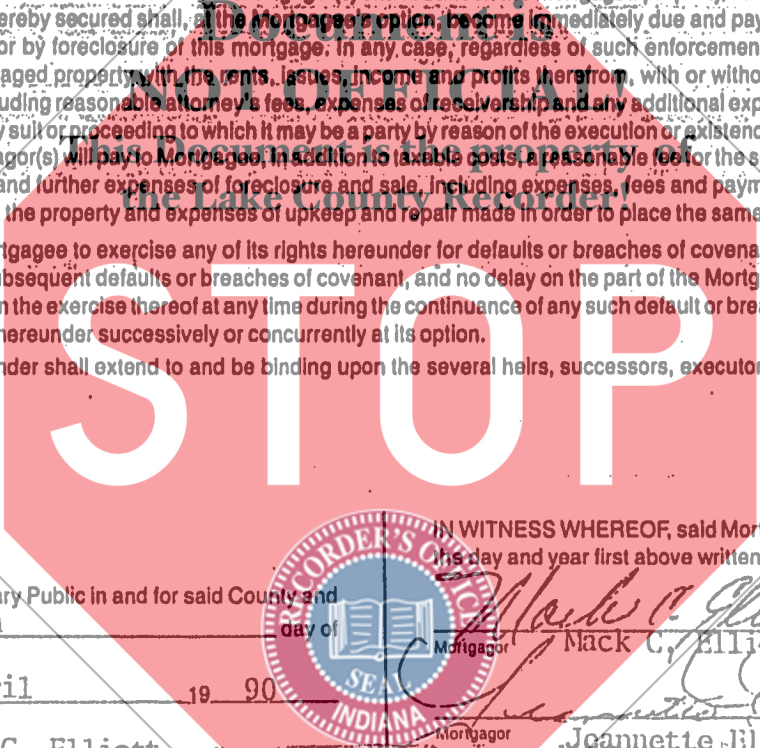 ereby secured shall, at the Mortgagee's option, become immediately due and pay
Document is
or by foreclosure of this mortgage. In any case, regardless of such enforcemen
aged property with the rents, issues, income and profits therefrom, with or witho
NOT OFFICIAL!
uding reasonable attorney's fees, expenses of receivership and any additional exp
y suit or proceeding to which it may be a party by reason of the execution or existenc
This Document is the property of
gor(s) will pay to Mortgagee, in addition to taxable costs, a reasonable fee for the s
and further expenses of foreclosure and sale, including expenses, fees and paym
the Lake County Recorder!
the property and expenses of upkeep and repair made in order to place the same
rtgagee to exercise any of its rights hereunder for defaults or breaches of covena
ubsequent defaults or breaches of covenant, and no delay on the part of the Mortg
n the exercise thereof at any time during the continuance of any such default or brea
hereunder successively or concurrently at its option.
nder shall extend to and be binding upon the several heirs, successors, executor
STOP
IN WITNESS WHEREOF, said Mor
the day and year first above written
RECORDER'S OFFICE
SEAL
INDIANA
ary Public in and for said County and
day of
Mortgagor Mack C. Elli
ril 19 90
Mortgagor Joannette El
C. Elliott